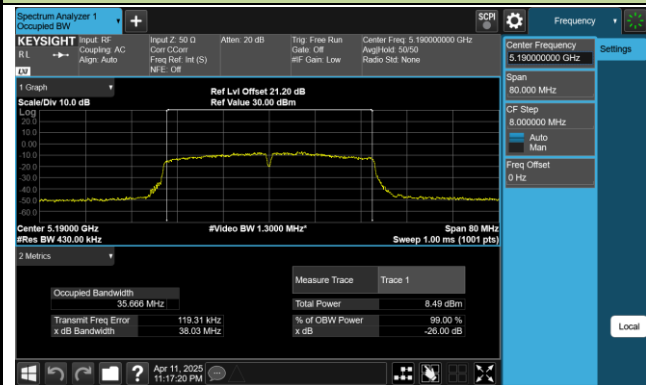 Spectrum Analyzer 1
Occupied BW
SCPI
Frequency
KEYSIGHT
R L
LXI
Input: RF
Coupling: AC
Align: Auto
Input Z: 50 Ω
Corr CCorr
Freq Ref: Int (S)
NFE: Off
Atten: 20 dB
Trig: Free Run
Gate: Off
#IF Gain: Low
Center Freq: 5.190000000 GHz
Avg|Hold: 50/50
Radio Std: None
Center Frequency
5.190000000 GHz
Settings
Span
80.000 MHz
CF Step
8.000000 MHz
Auto
Man
Freq Offset
0 Hz
Local
1 Graph
Scale/Div 10.0 dB
Ref Lvl Offset 21.20 dB
Ref Value 30.00 dBm
Log
20.0
10.0
0.00
-10.0
-20.0
-30.0
-40.0
-50.0
-60.0
Center 5.19000 GHz
#Res BW 430.00 kHz
#Video BW 1.3000 MHz*
Span 80 MHz
Sweep 1.00 ms (1001 pts)
2 Metrics
Measure Trace Trace 1
Occupied Bandwidth
35.666 MHz
Total Power 8.49 dBm
Transmit Freq Error 119.31 kHz
% of OBW Power 99.00 %
x dB Bandwidth 38.03 MHz
x dB -26.00 dB
Apr 11, 2025
11:17:20 PM